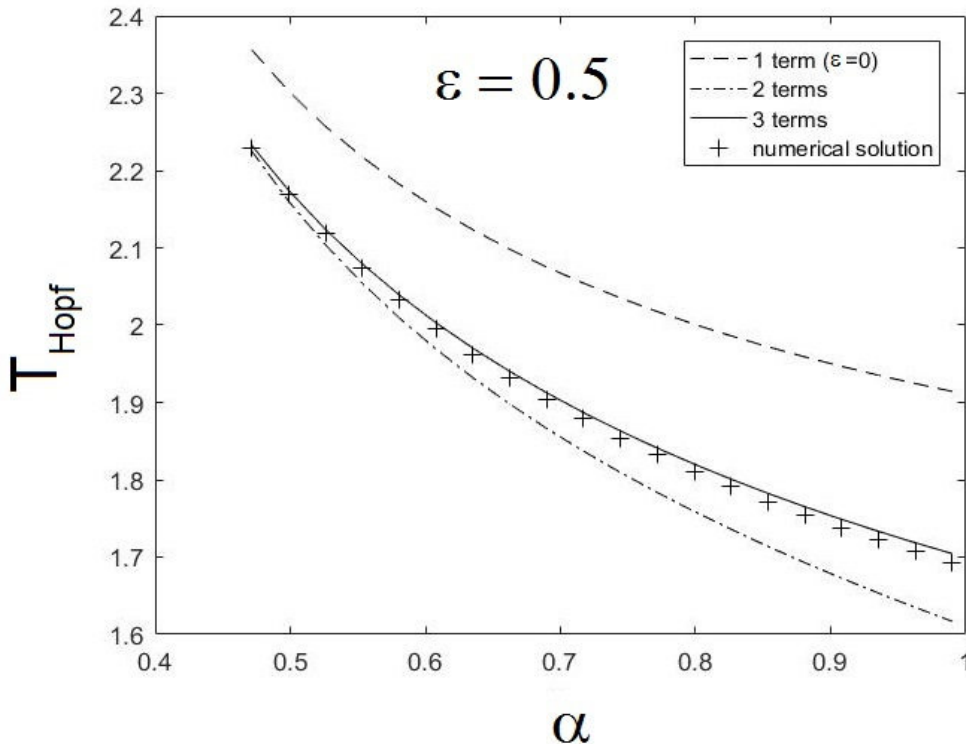 2.4
2.3
2.2
2.1
2
1.9
1.8
1.7
1.6
T Hopf
ε = 0.5
1 term (ε=0)
2 terms
3 terms
numerical solution
0.4 0.5 0.6 0.7 0.8 0.9 1
α